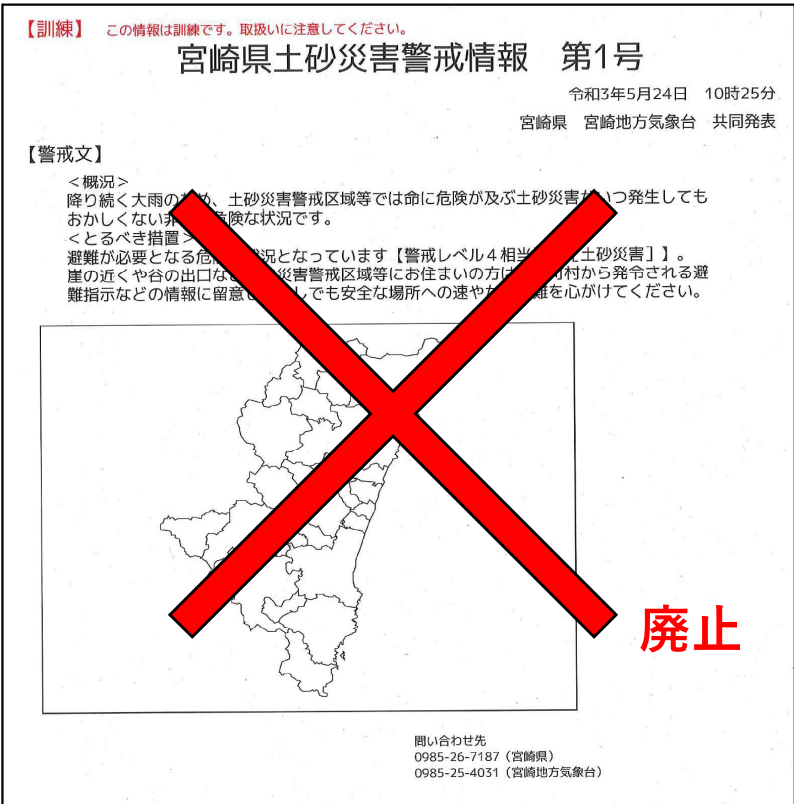 【訓練】 この情報は訓練です。取扱いに注意してください。
宮崎県土砂災害警戒情報 第1号
令和3年5月24日 10時25分
宮崎県 宮崎地方気象台 共同発表
【警戒文】
＜概況＞
降り続く大雨の め、土砂災害警戒区域等では命に危険が及ぶ土砂災害 いつ発生しても
おかしくない 危険な状況です。
＜とるべき措置＞
避難が必要となる危 状況となっています【警戒レベル４相当 土砂災害］】。
崖の近くや谷の出口な 災害警戒区域等にお住まいの方は 町村から発令される避
難指示などの情報に留意 しでも安全な場所への速や 難を心がけてください。
廃止
問い合わせ先
0985-26-7187（宮崎県）
0985-25-4031（宮崎地方気象台）